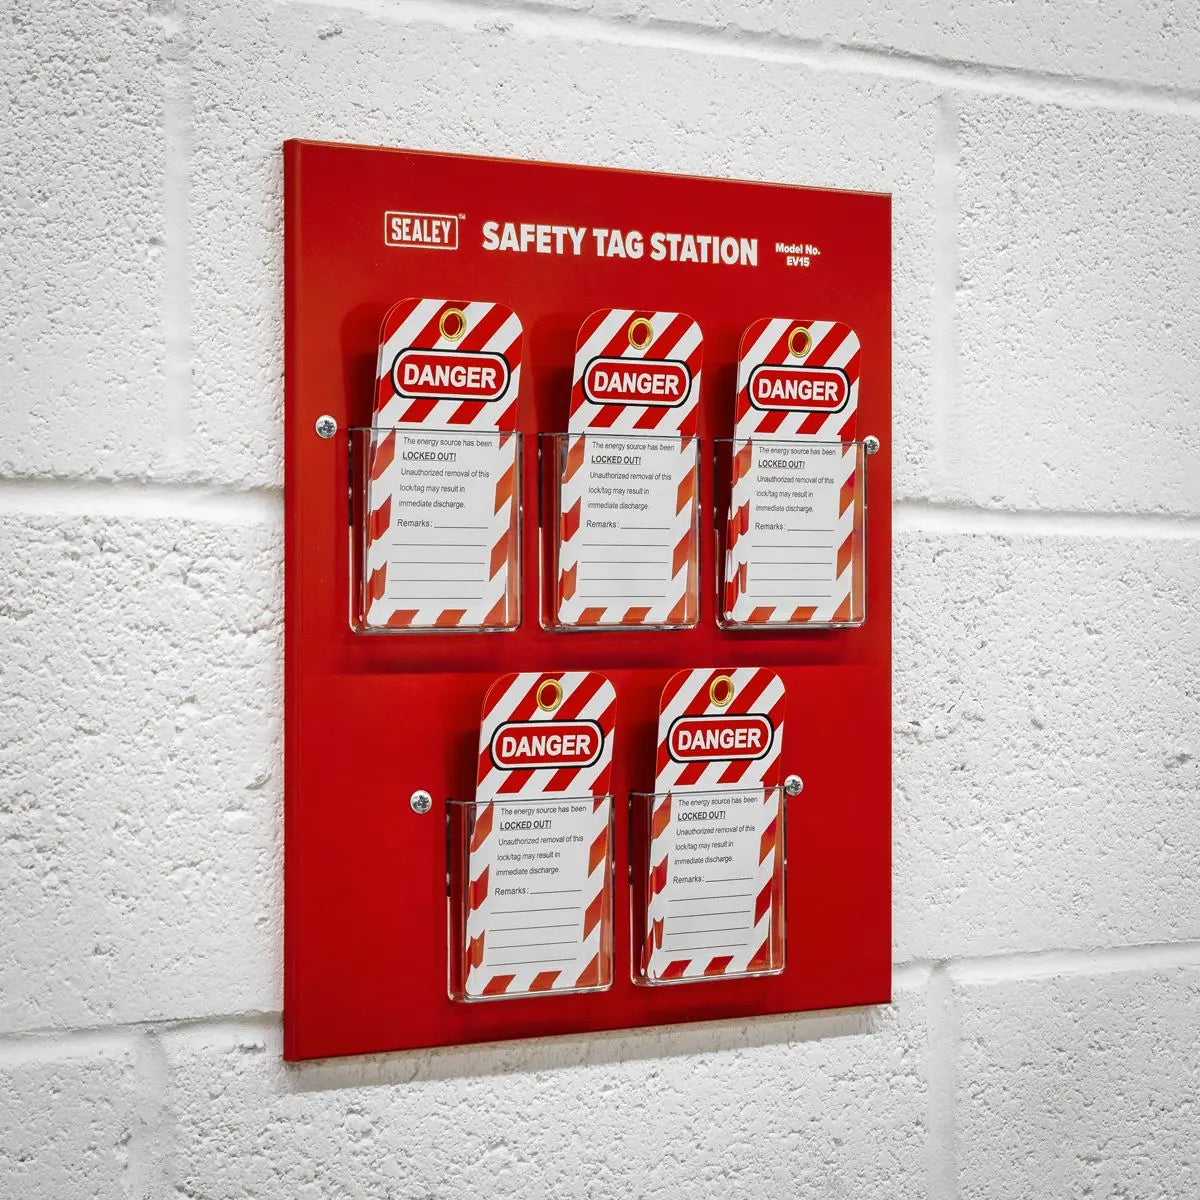 SEALEY™
SAFETY TAG STATION
Model No.
EV15
DANGER
The energy source has been
LOCKED OUT!
Unauthorized removal of this
lock/tag may result in
immediate discharge.
Remarks:
DANGER
The energy source has been
LOCKED OUT!
Unauthorized removal of this
lock/tag may result in
immediate discharge.
Remarks:
DANGER
The energy source has been
LOCKED OUT!
Unauthorized removal of this
lock/tag may result in
immediate discharge.
Remarks:
DANGER
The energy source has been
LOCKED OUT!
Unauthorized removal of this
lock/tag may result in
immediate discharge.
Remarks:
DANGER
The energy source has been
LOCKED OUT!
Unauthorized removal of this
lock/tag may result in
immediate discharge.
Remarks: